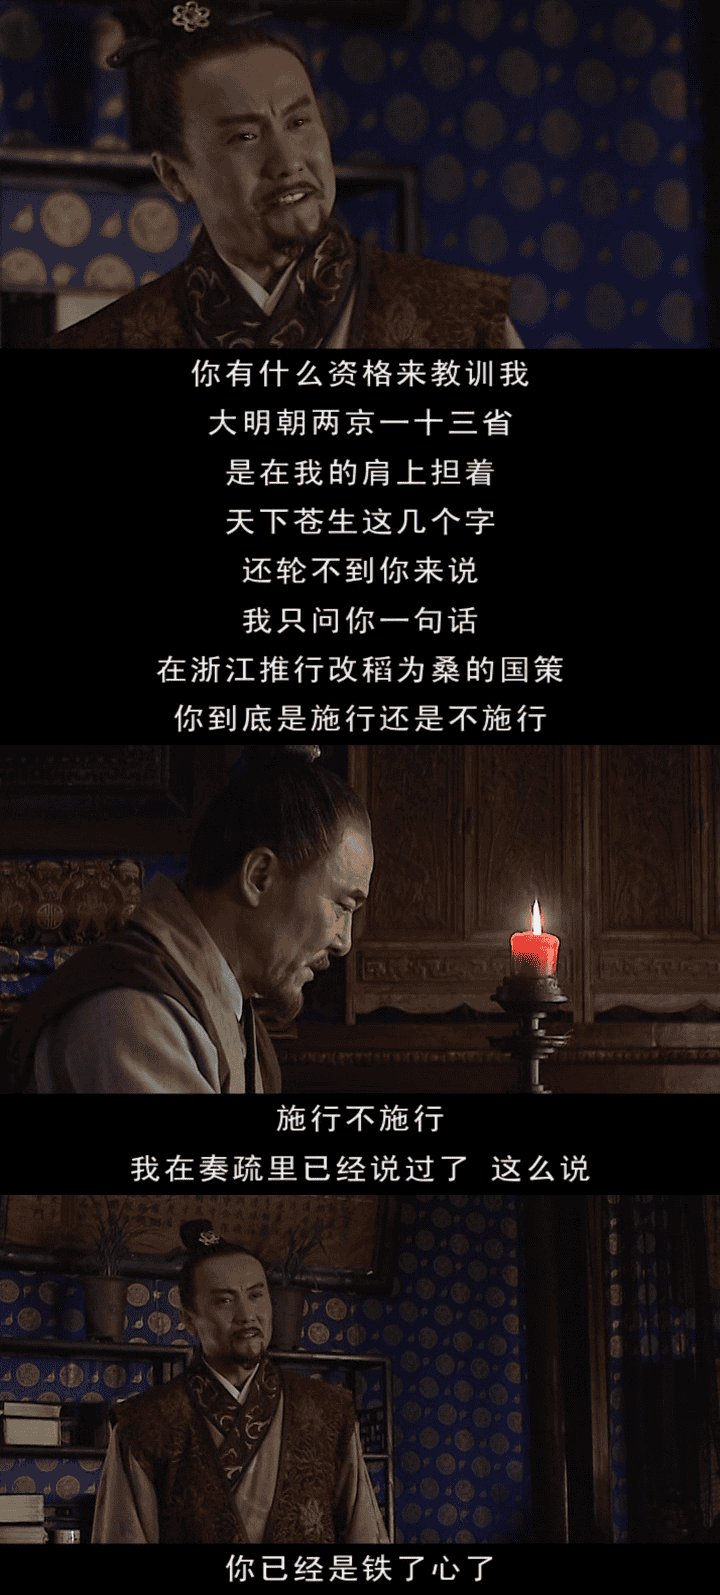 你有什么资格来教训我
大明朝两京一十三省
是在我的肩上担着
天下苍生这几个字
还轮不到你来说
我只问你一句话
在浙江推行改稻为桑的国策
你到底是施行还是不施行
施行不施行
我在奏疏里已经说过了 这么说
你已经是铁了心了